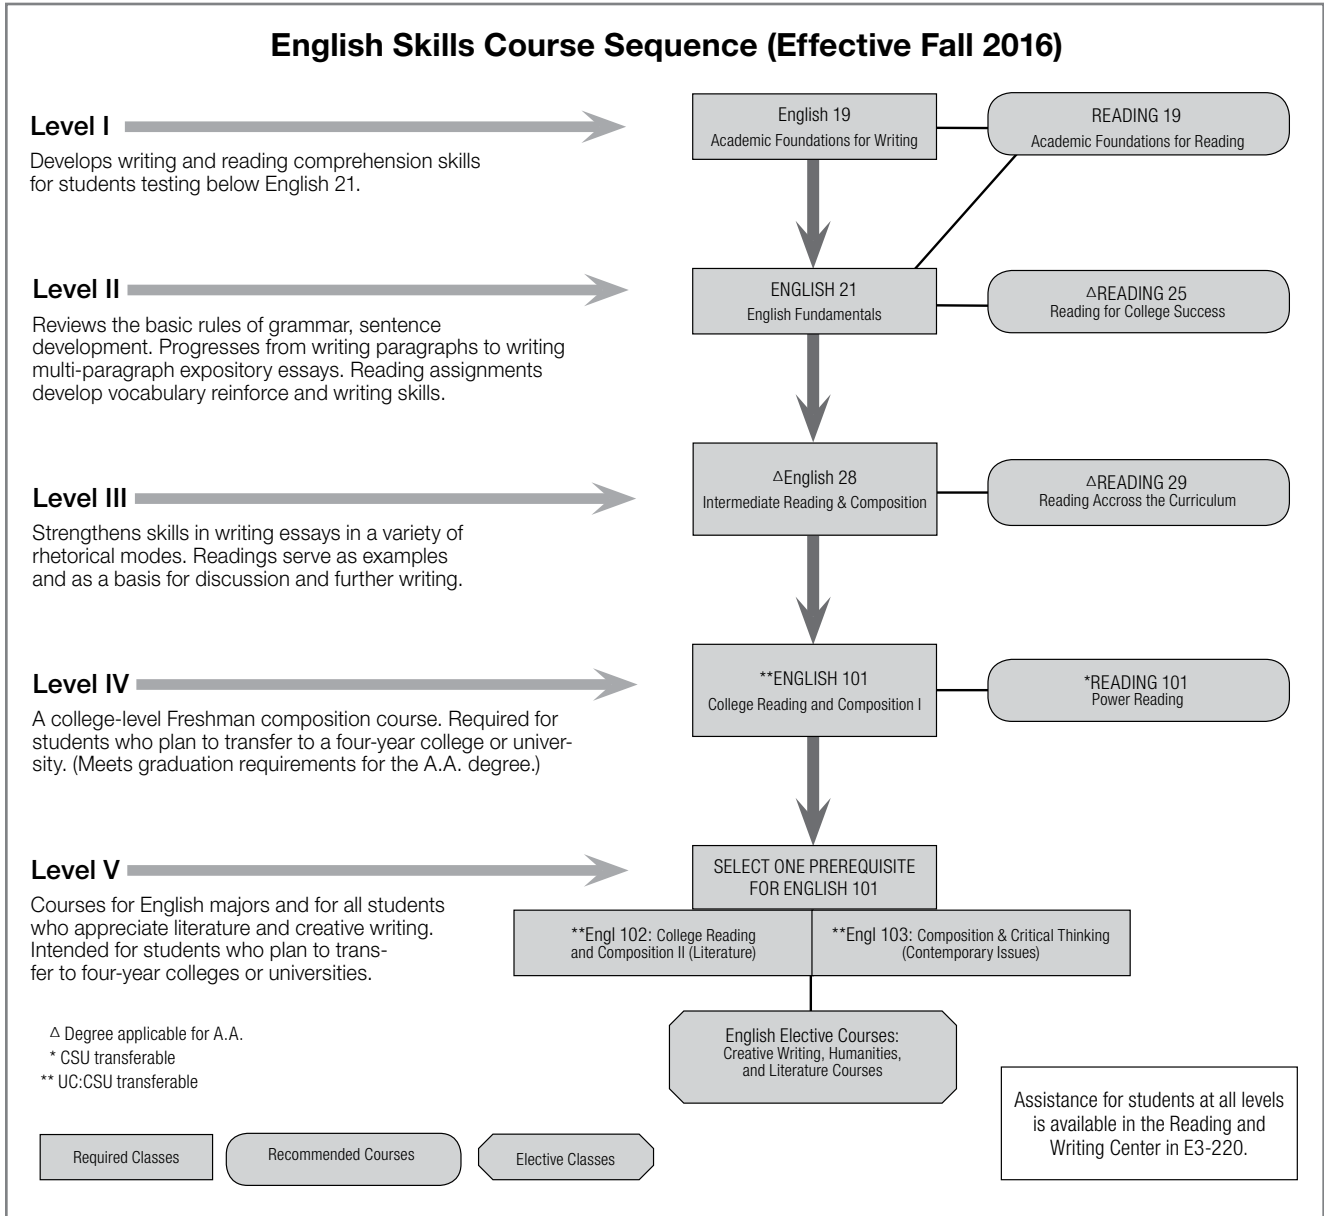 English Skills Course Sequence (Effective Fall 2016)
Level I
Develops writing and reading comprehension skills
for students testing below English 21.
English 19
Academic Foundations for Writing
READING 19
Academic Foundations for Reading
Level II
Reviews the basic rules of grammar, sentence
development. Progresses from writing paragraphs to writing
multi-paragraph expository essays. Reading assignments
develop vocabulary reinforce and writing skills.
ENGLISH 21
English Fundamentals
△READING 25
Reading for College Success
Level III
Strengthens skills in writing essays in a variety of
rhetorical modes. Readings serve as examples
and as a basis for discussion and further writing.
△English 28
Intermediate Reading & Composition
△READING 29
Reading Accross the Curriculum
Level IV
A college-level Freshman composition course. Required for
students who plan to transfer to a four-year college or univer-
sity. (Meets graduation requirements for the A.A. degree.)
**ENGLISH 101
College Reading and Composition I
*READING 101
Power Reading
Level V
Courses for English majors and for all students
who appreciate literature and creative writing.
Intended for students who plan to trans-
fer to four-year colleges or universities.
SELECT ONE PREREQUISITE
FOR ENGLISH 101
**Engl 102: College Reading
and Composition II (Literature)
**Engl 103: Composition & Critical Thinking
(Contemporary Issues)
English Elective Courses:
Creative Writing, Humanities,
and Literature Courses
△ Degree applicable for A.A.
* CSU transferable
** UC:CSU transferable
Required Classes
Recommended Courses
Elective Classes
Assistance for students at all levels
is available in the Reading and
Writing Center in E3-220.